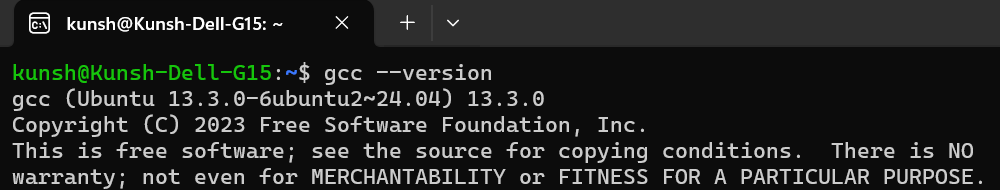 kunsh@Kunsh-Dell-G15: ~
kunsh@Kunsh-Dell-G15:~$ gcc --version
gcc (Ubuntu 13.3.0-6ubuntu2~24.04) 13.3.0
Copyright (C) 2023 Free Software Foundation, Inc.
This is free software; see the source for copying conditions.  There is NO
warranty; not even for MERCHANTABILITY or FITNESS FOR A PARTICULAR PURPOSE.